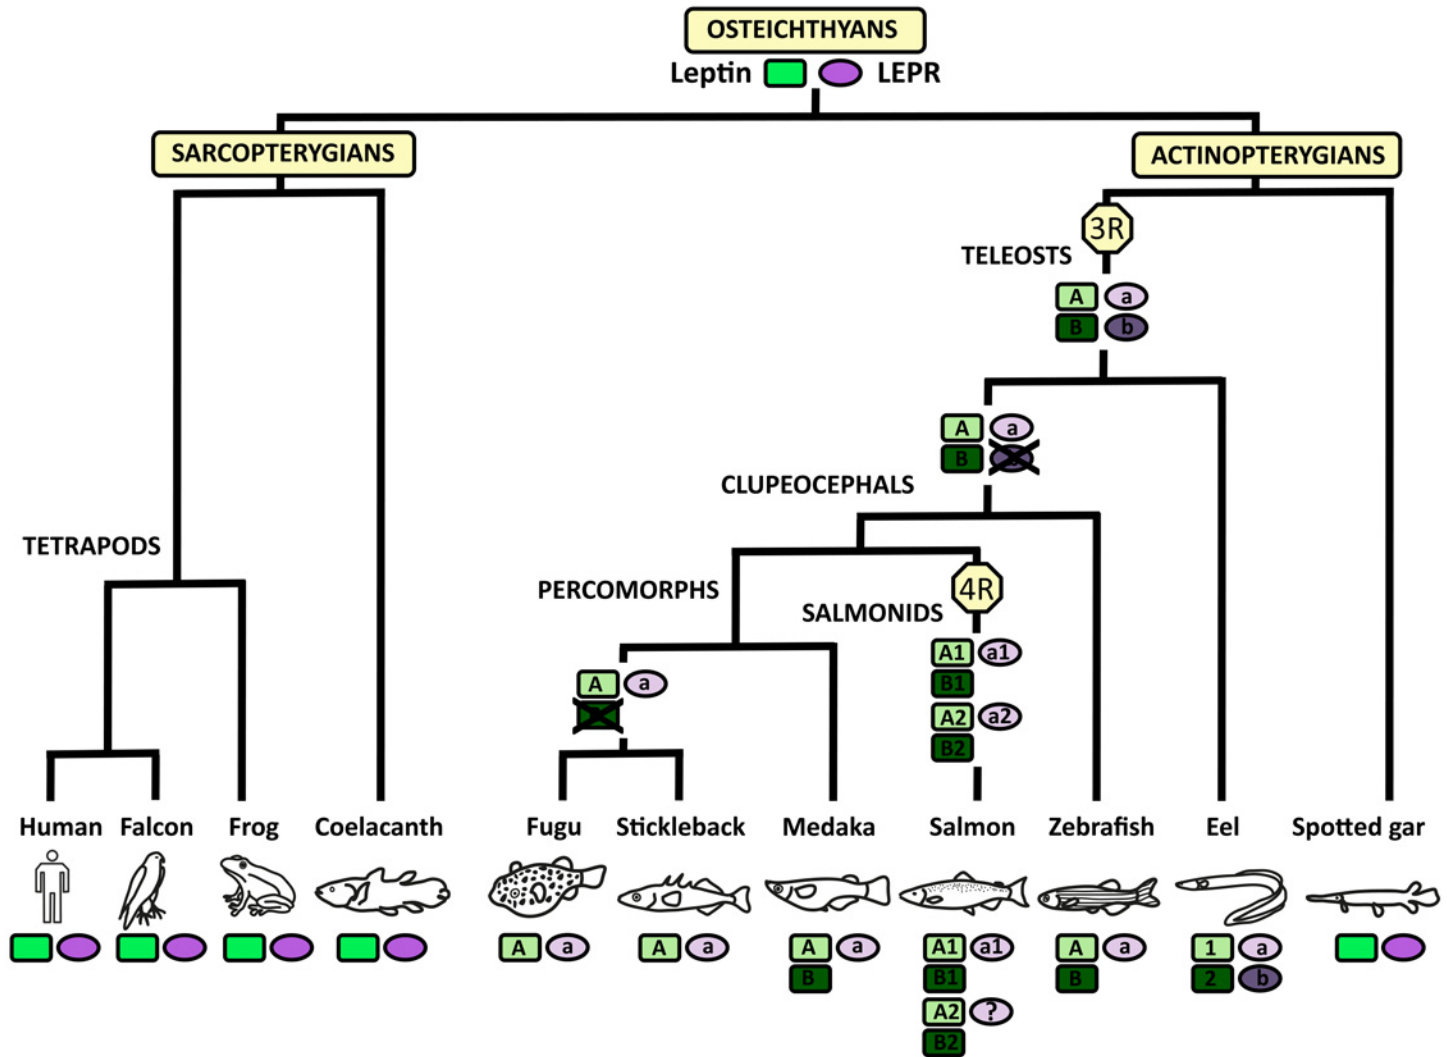 OSTEICHTHYANS
Leptin LEPR
SARCOPTERYGIANS
ACTINOPTERYGIANS
3R
TELEOSTS
A a
B b
A a
B
CLUPEOCEPHALS
TETRAPODS
PERCOMORPHS
4R
SALMONIDS
A1 a1
B1
A2 a2
B2
A a
Human Falcon Frog Coelacanth Fugu Stickleback Medaka Salmon Zebrafish Eel Spotted gar
A a A a A a A1 a1 A a 1 a
B B1 B 2 b
A2 ?
B2